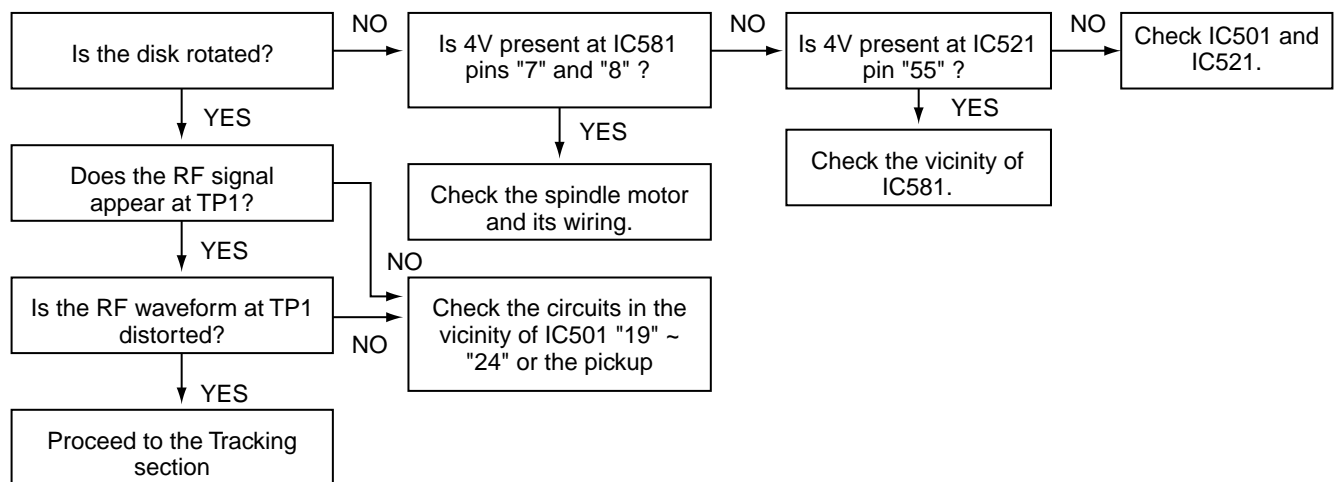 Is the disk rotated?
NO
Is 4V present at IC581
pins "7" and "8" ?
NO
Is 4V present at IC521
pin "55" ?
NO
Check IC501 and
IC521.
YES
YES
YES
Does the RF signal
appear at TP1?
Check the spindle motor
and its wiring.
Check the vicinity of
IC581.
YES
NO
Is the RF waveform at TP1
distorted?
NO
Check the circuits in the
vicinity of IC501 "19" ~
"24" or the pickup
YES
Proceed to the Tracking
section